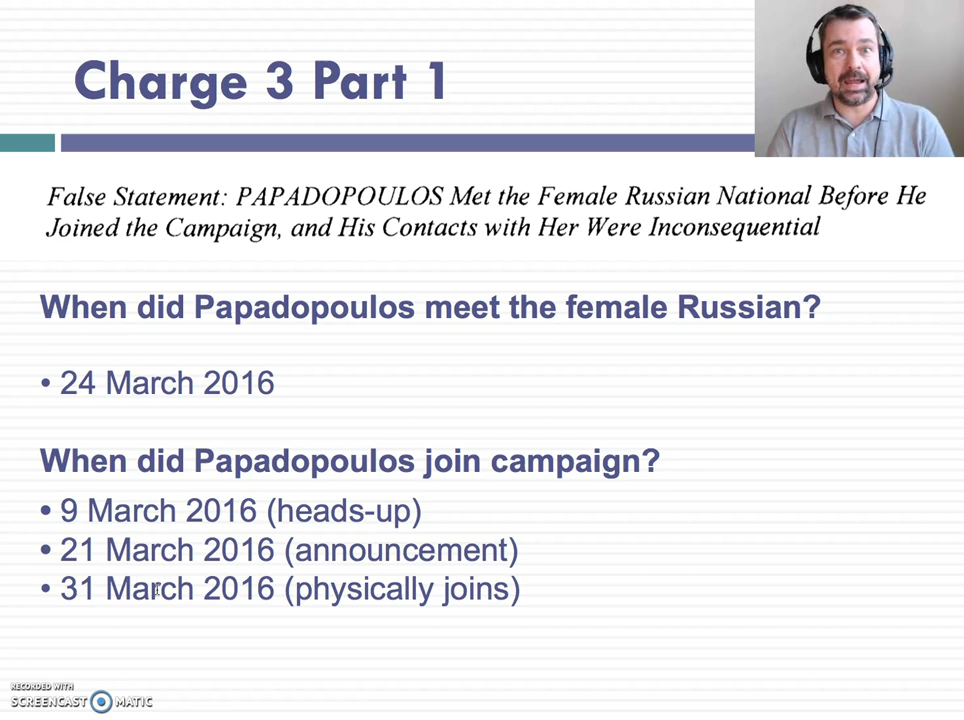 Charge 3 Part 1
False Statement: PAPADOPOULOS Met the Female Russian National Before He
Joined the Campaign, and His Contacts with Her Were Inconsequential
When did Papadopoulos meet the female Russian?
• 24 March 2016
When did Papadopoulos join campaign?
• 9 March 2016 (heads-up)
• 21 March 2016 (announcement)
• 31 March 2016 (physically joins)
RECORDED WITH
SCREENCAST MATIC